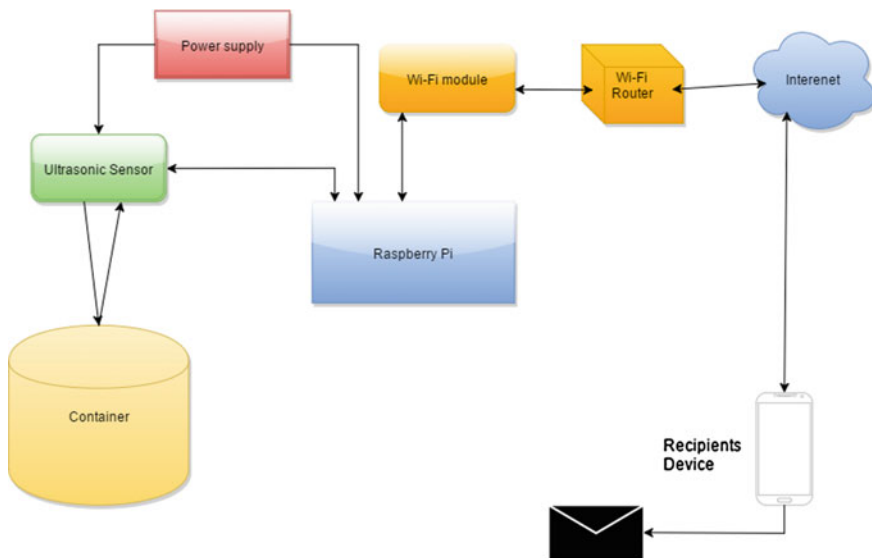 Power supply
Wi-Fi module
Wi-Fi
Router
Interenet
Ultrasonic Sensor
Raspberry Pi
Container
Recipients
Device